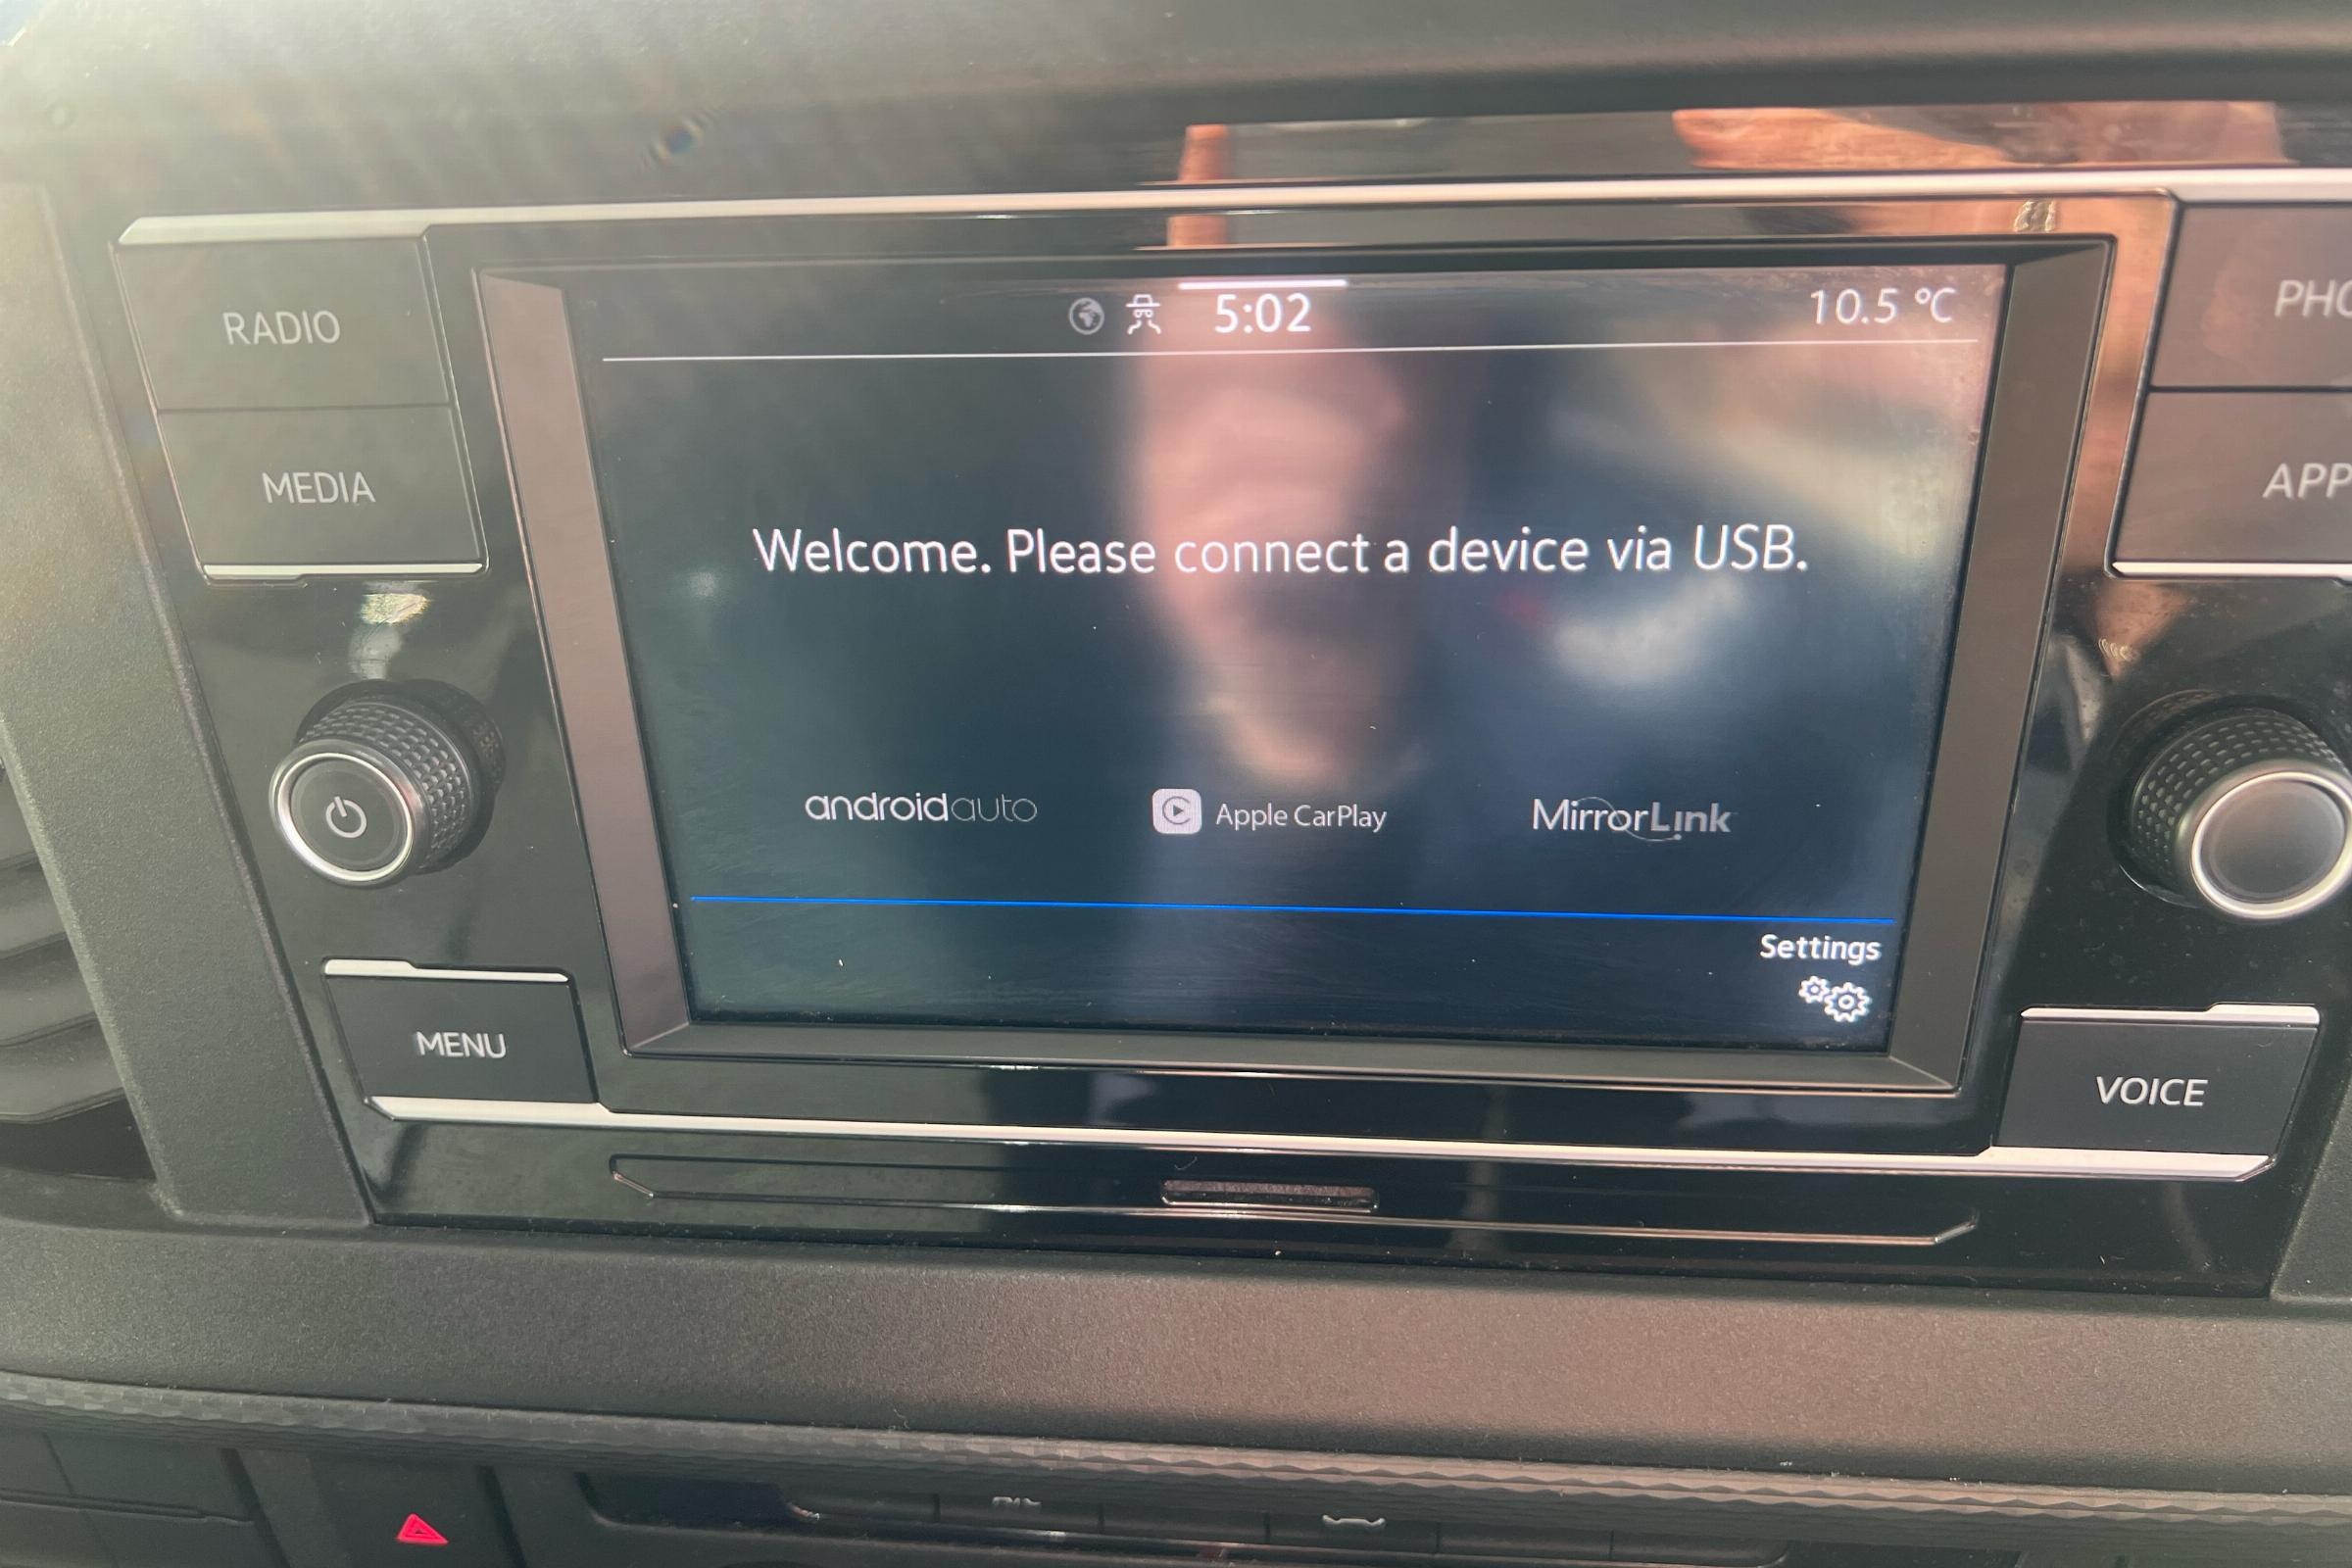 RADIO
MEDIA
MENU
5:02
10.5 °C
Welcome. Please connect a device via USB.
androidauto
Apple CarPlay
MirrorLink
Settings
PHO
APP
VOICE